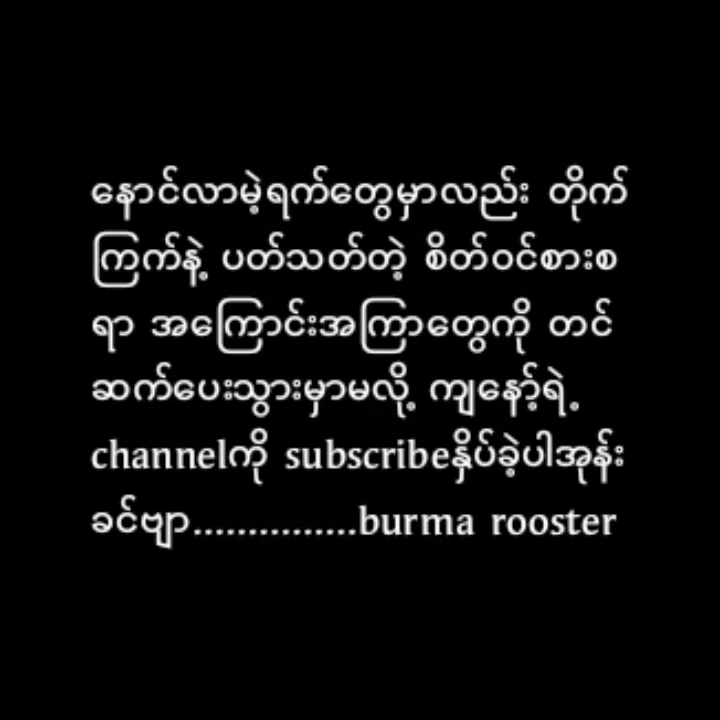 နောင်လာမဲ့ရက်တွေမှာလည်း တိုက်
ကြက်နဲ့ ပတ်သတ်တဲ့ စိတ်ဝင်စားစ
ရာ အကြောင်းအကြာတွေကို တင်
ဆက်ပေးသွားမှာမလို့ ကျနော့်ရဲ့
channelကို subscribeနှိပ်ခဲ့ပါအုန်း
ခင်ဗျာ...............burma rooster